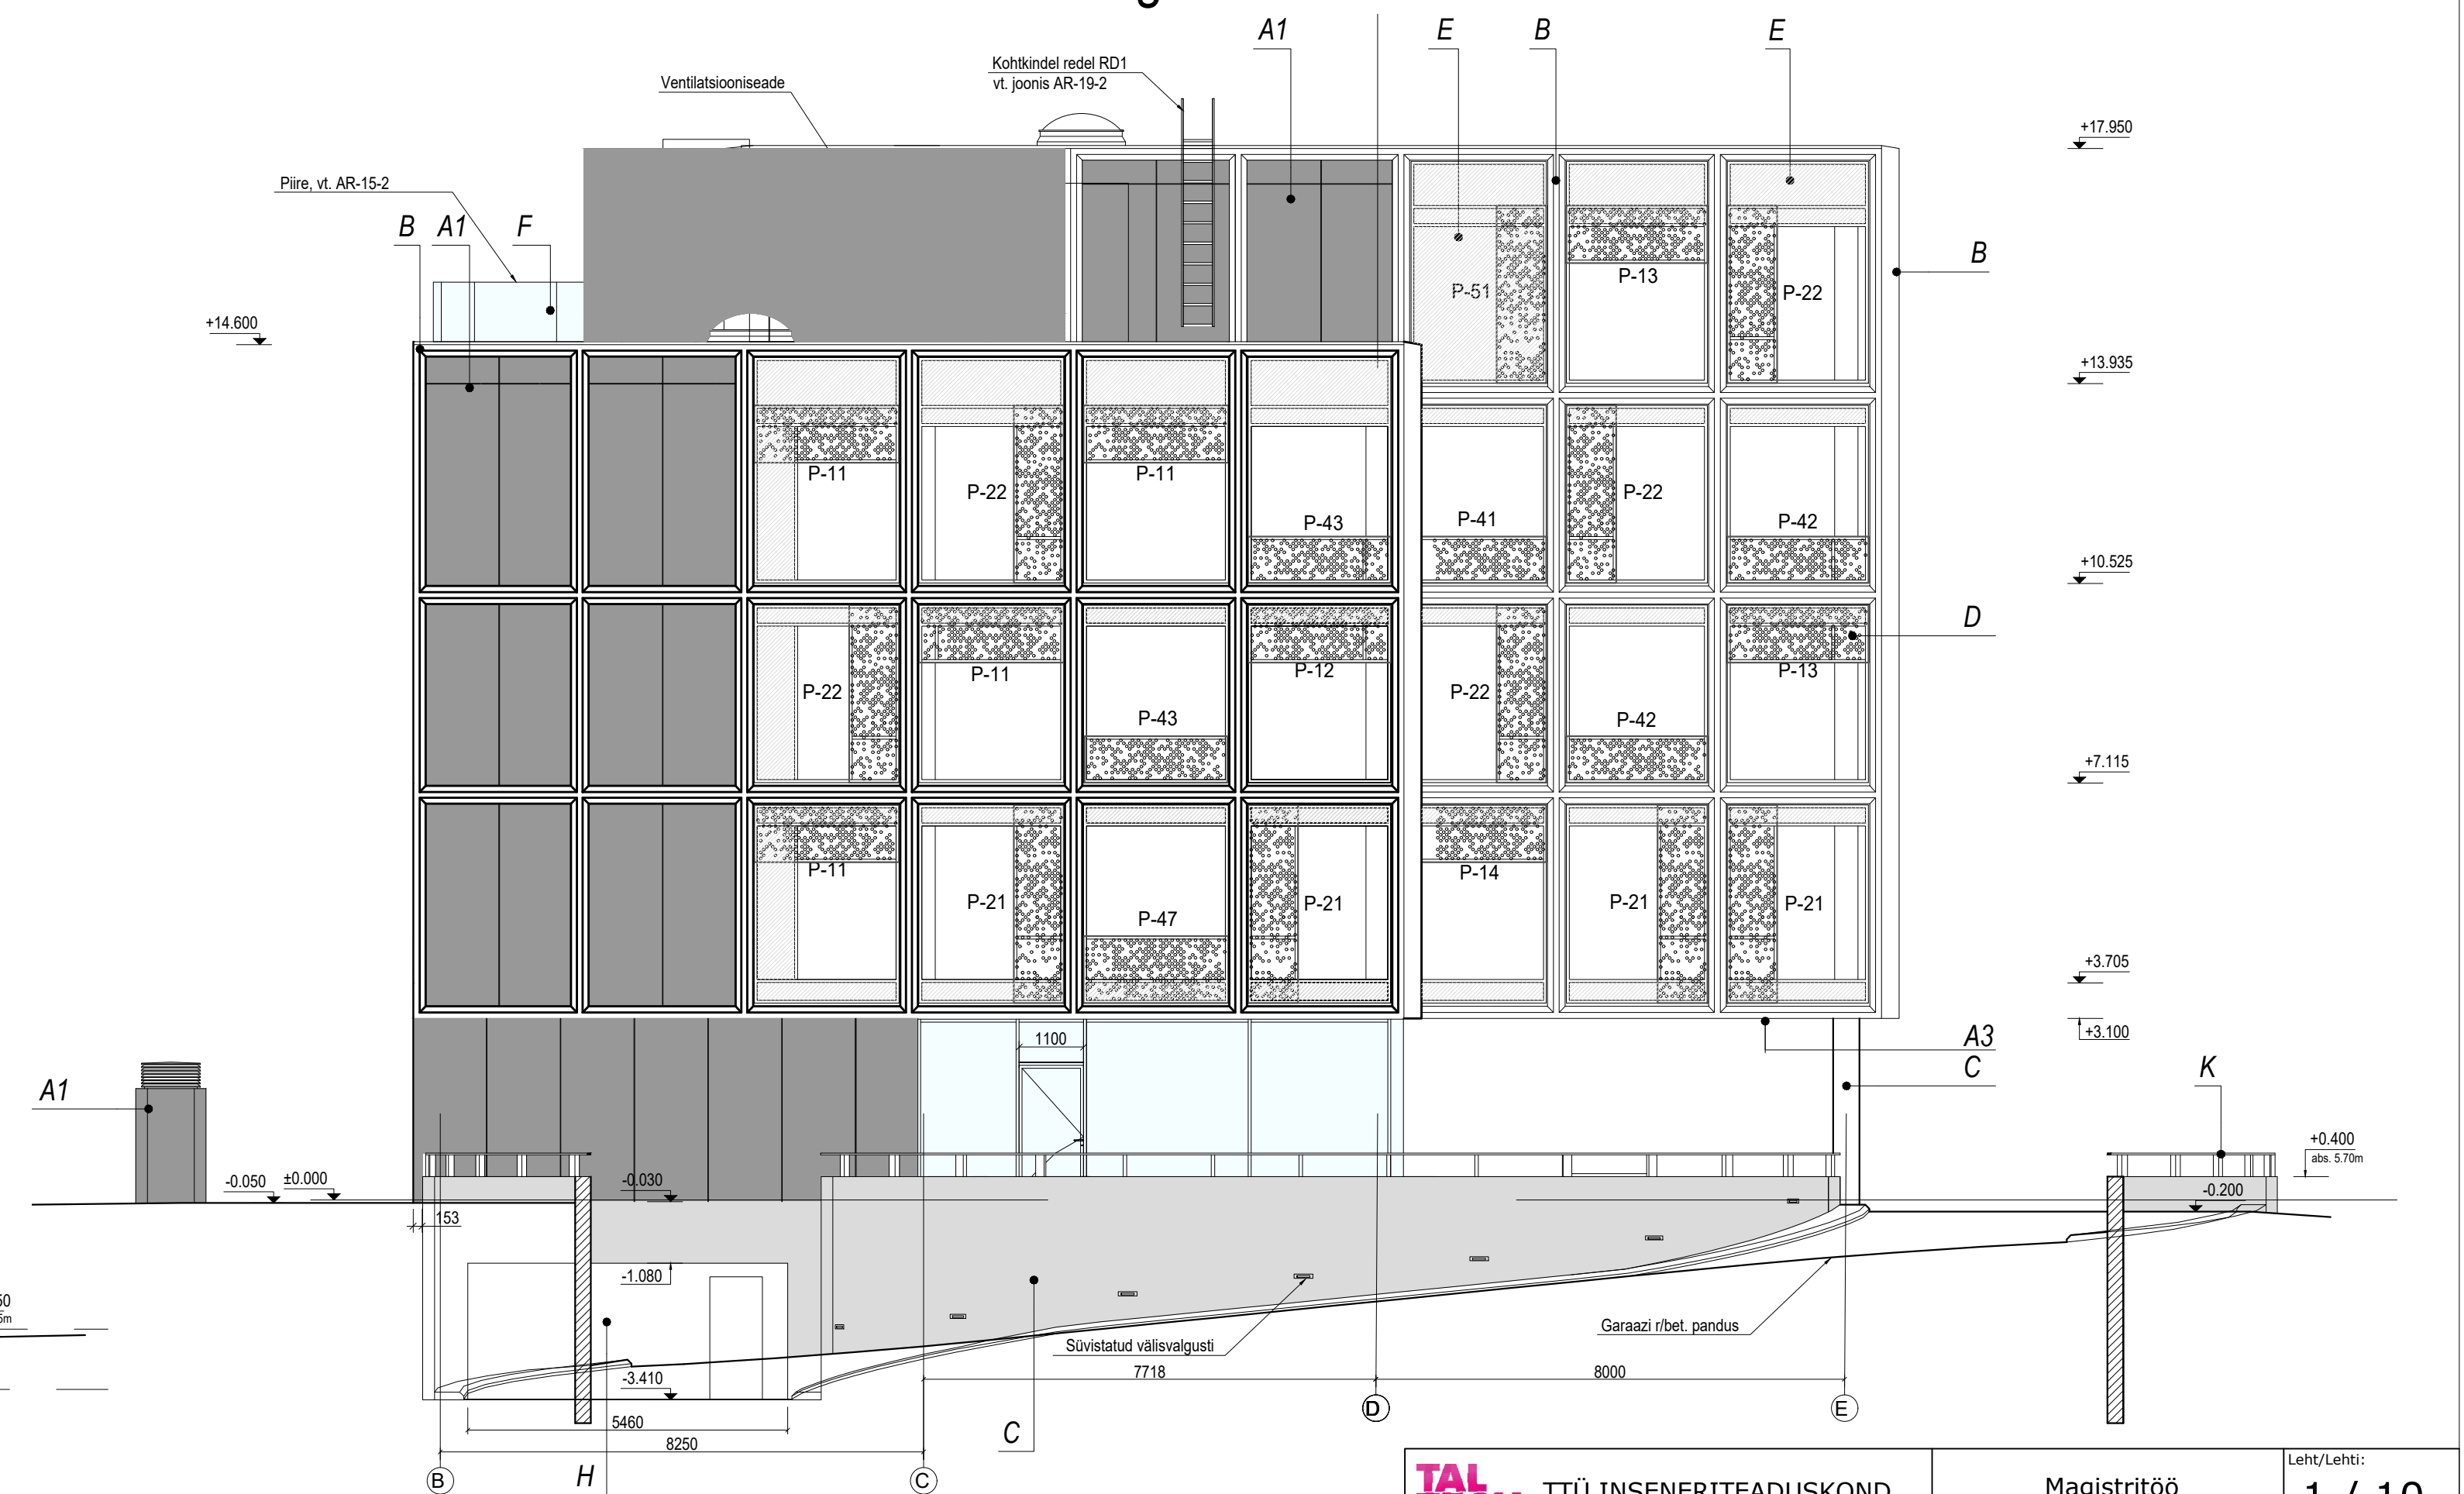 A1
E
B
E
Kohtkindel redel RD1
vt. joonis AR-19-2
Ventilatsiooniseade
+17.950
Piire, vt. AR-15-2
B
A1
F
B
P-51
P-13
P-22
+14.600
+13.935
P-11
P-22
P-11
P-43
P-41
P-22
P-42
+10.525
D
P-22
P-11
P-43
P-12
P-22
P-42
P-13
+7.115
P-11
P-21
P-47
P-21
P-14
P-21
P-21
+3.705
+3.100
1100
A3
C
K
A1
+0.400
abs. 5.70m
-0.050
±0.000
-0.030
-0.200
153
-1.080
Süvistatud välisvalgusti
Garaazi r/bet. pandus
-3.410
7718
8000
5460
8250
D
E
B
H
C
C
TAL
TTÜ INSENERITEADUSKOND
Magistritöö
Leht/Lehti:
1 / 10